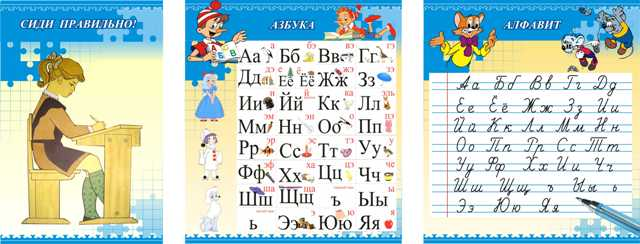 СИДИ ПРАВИЛЬНО!
АЗБУКА
Аа Бб Вв Гг
Дд Ее Ёё Жж Зз
Ии Йй Кк Лл
Мм Нн Оо Пп
Рр Сс Тт Уу
Фф Хх Цц Чч
Шш Щщ ъ Ыы
ь Ээ Юю Яя
АЛФАВИТ
Аа Бб Вв Гг Дд
Ее Ёё Жж Зз Ии
Йй Кк Лл Мм Нн
Оо Пп Рр Сс Тт
Уу Фф Хх Цц Чч
Шш Щщ ъ Ыы ь
Ээ Юю Яя